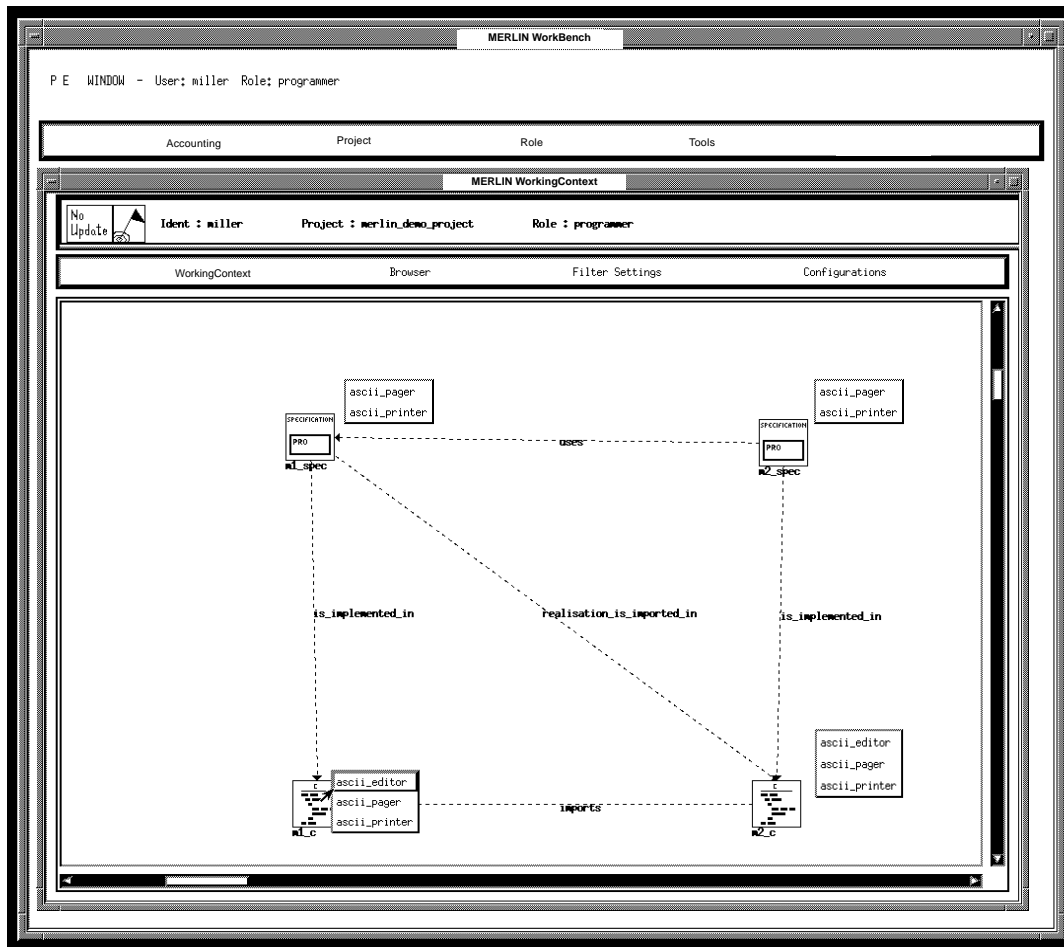 MERLIN WorkBench
P E WINDOW - User: miller Role: programmer
Accounting Project Role Tools
MERLIN WorkingContext
No
Update
Ident : miller Project : merlin_demo_project Role : programmer
WorkingContext Browser Filter Settings Configurations
ascii_pager
ascii_printer
ascii_pager
ascii_printer
SPECIFICATION
PRO
m1_spec
uses
SPECIFICATION
PRO
m2_spec
is_implemented_in
realisation_is_imported_in
is_implemented_in
ascii_editor
ascii_pager
ascii_printer
C
m1_c
ascii_editor
ascii_pager
ascii_printer
imports
C
m2_c